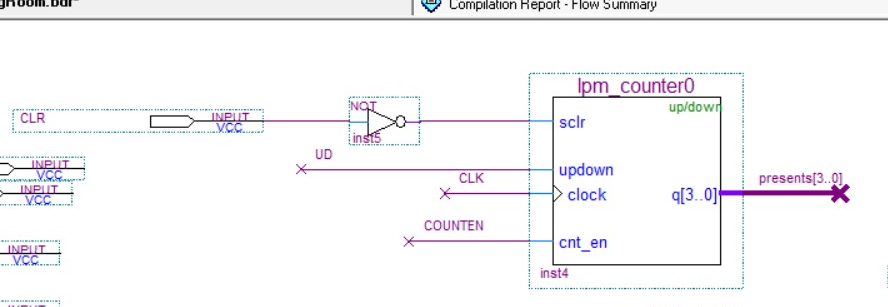 gRoom.bdf*
Compilation Report - Flow Summary
lpm_counter0
NOT
up/down
CLR
INPUT
VCC
sclr
inst5
UD
INPUT
VCC
updown
CLK
presents[3..0]
INPUT
VCC
clock
q[3..0]
COUNTEN
cnt_en
INPUT
VCC
inst4
INPUT